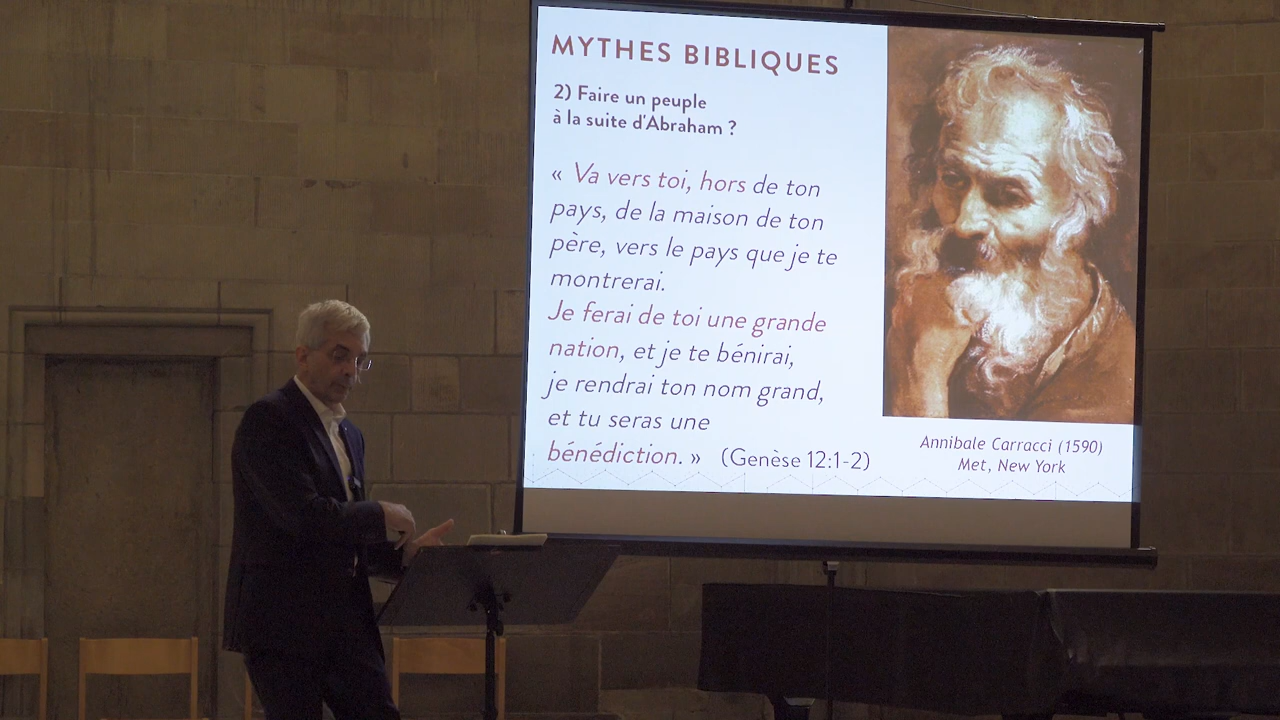 MYTHES BIBLIQUES
2) Faire un peuple
à la suite d'Abraham ?
« Va vers toi, hors de ton
pays, de la maison de ton
père, vers le pays que je te
montrerai.
Je ferai de toi une grande
nation, et je te bénirai,
je rendrai ton nom grand,
et tu seras une
bénédiction. » (Genèse 12:1-2)
Annibale Carracci (1590)
Met, New York